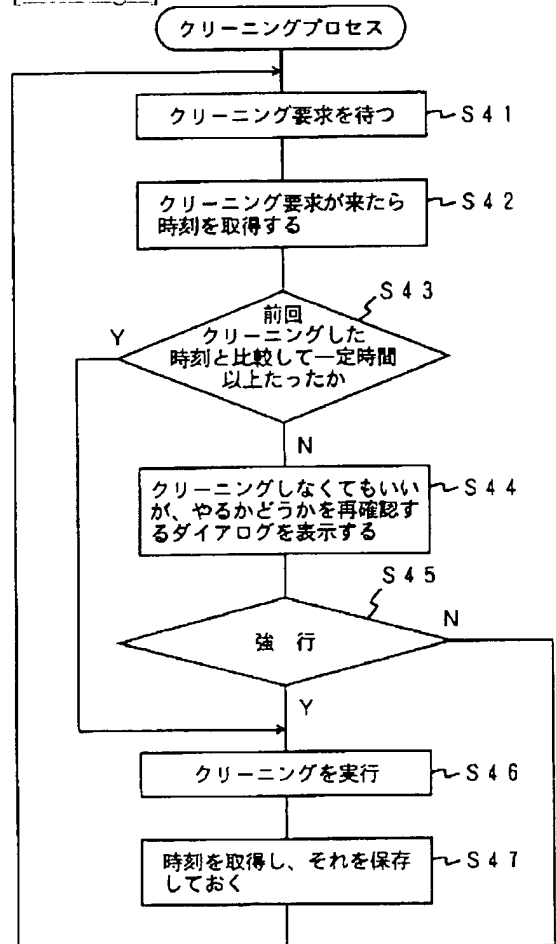 クリーニングプロセス
クリーニング要求を待つ
S41
クリーニング要求が来たら
時刻を取得する
S42
S43
前回
クリーニングした
時刻と比較して一定時間
以上たったか
Y
N
クリーニングしなくてもいい
が、やるかどうかを再確認す
るダイアログを表示する
S44
S45
強 行
N
Y
クリーニングを実行
S46
時刻を取得し、それを保存
しておく
S47